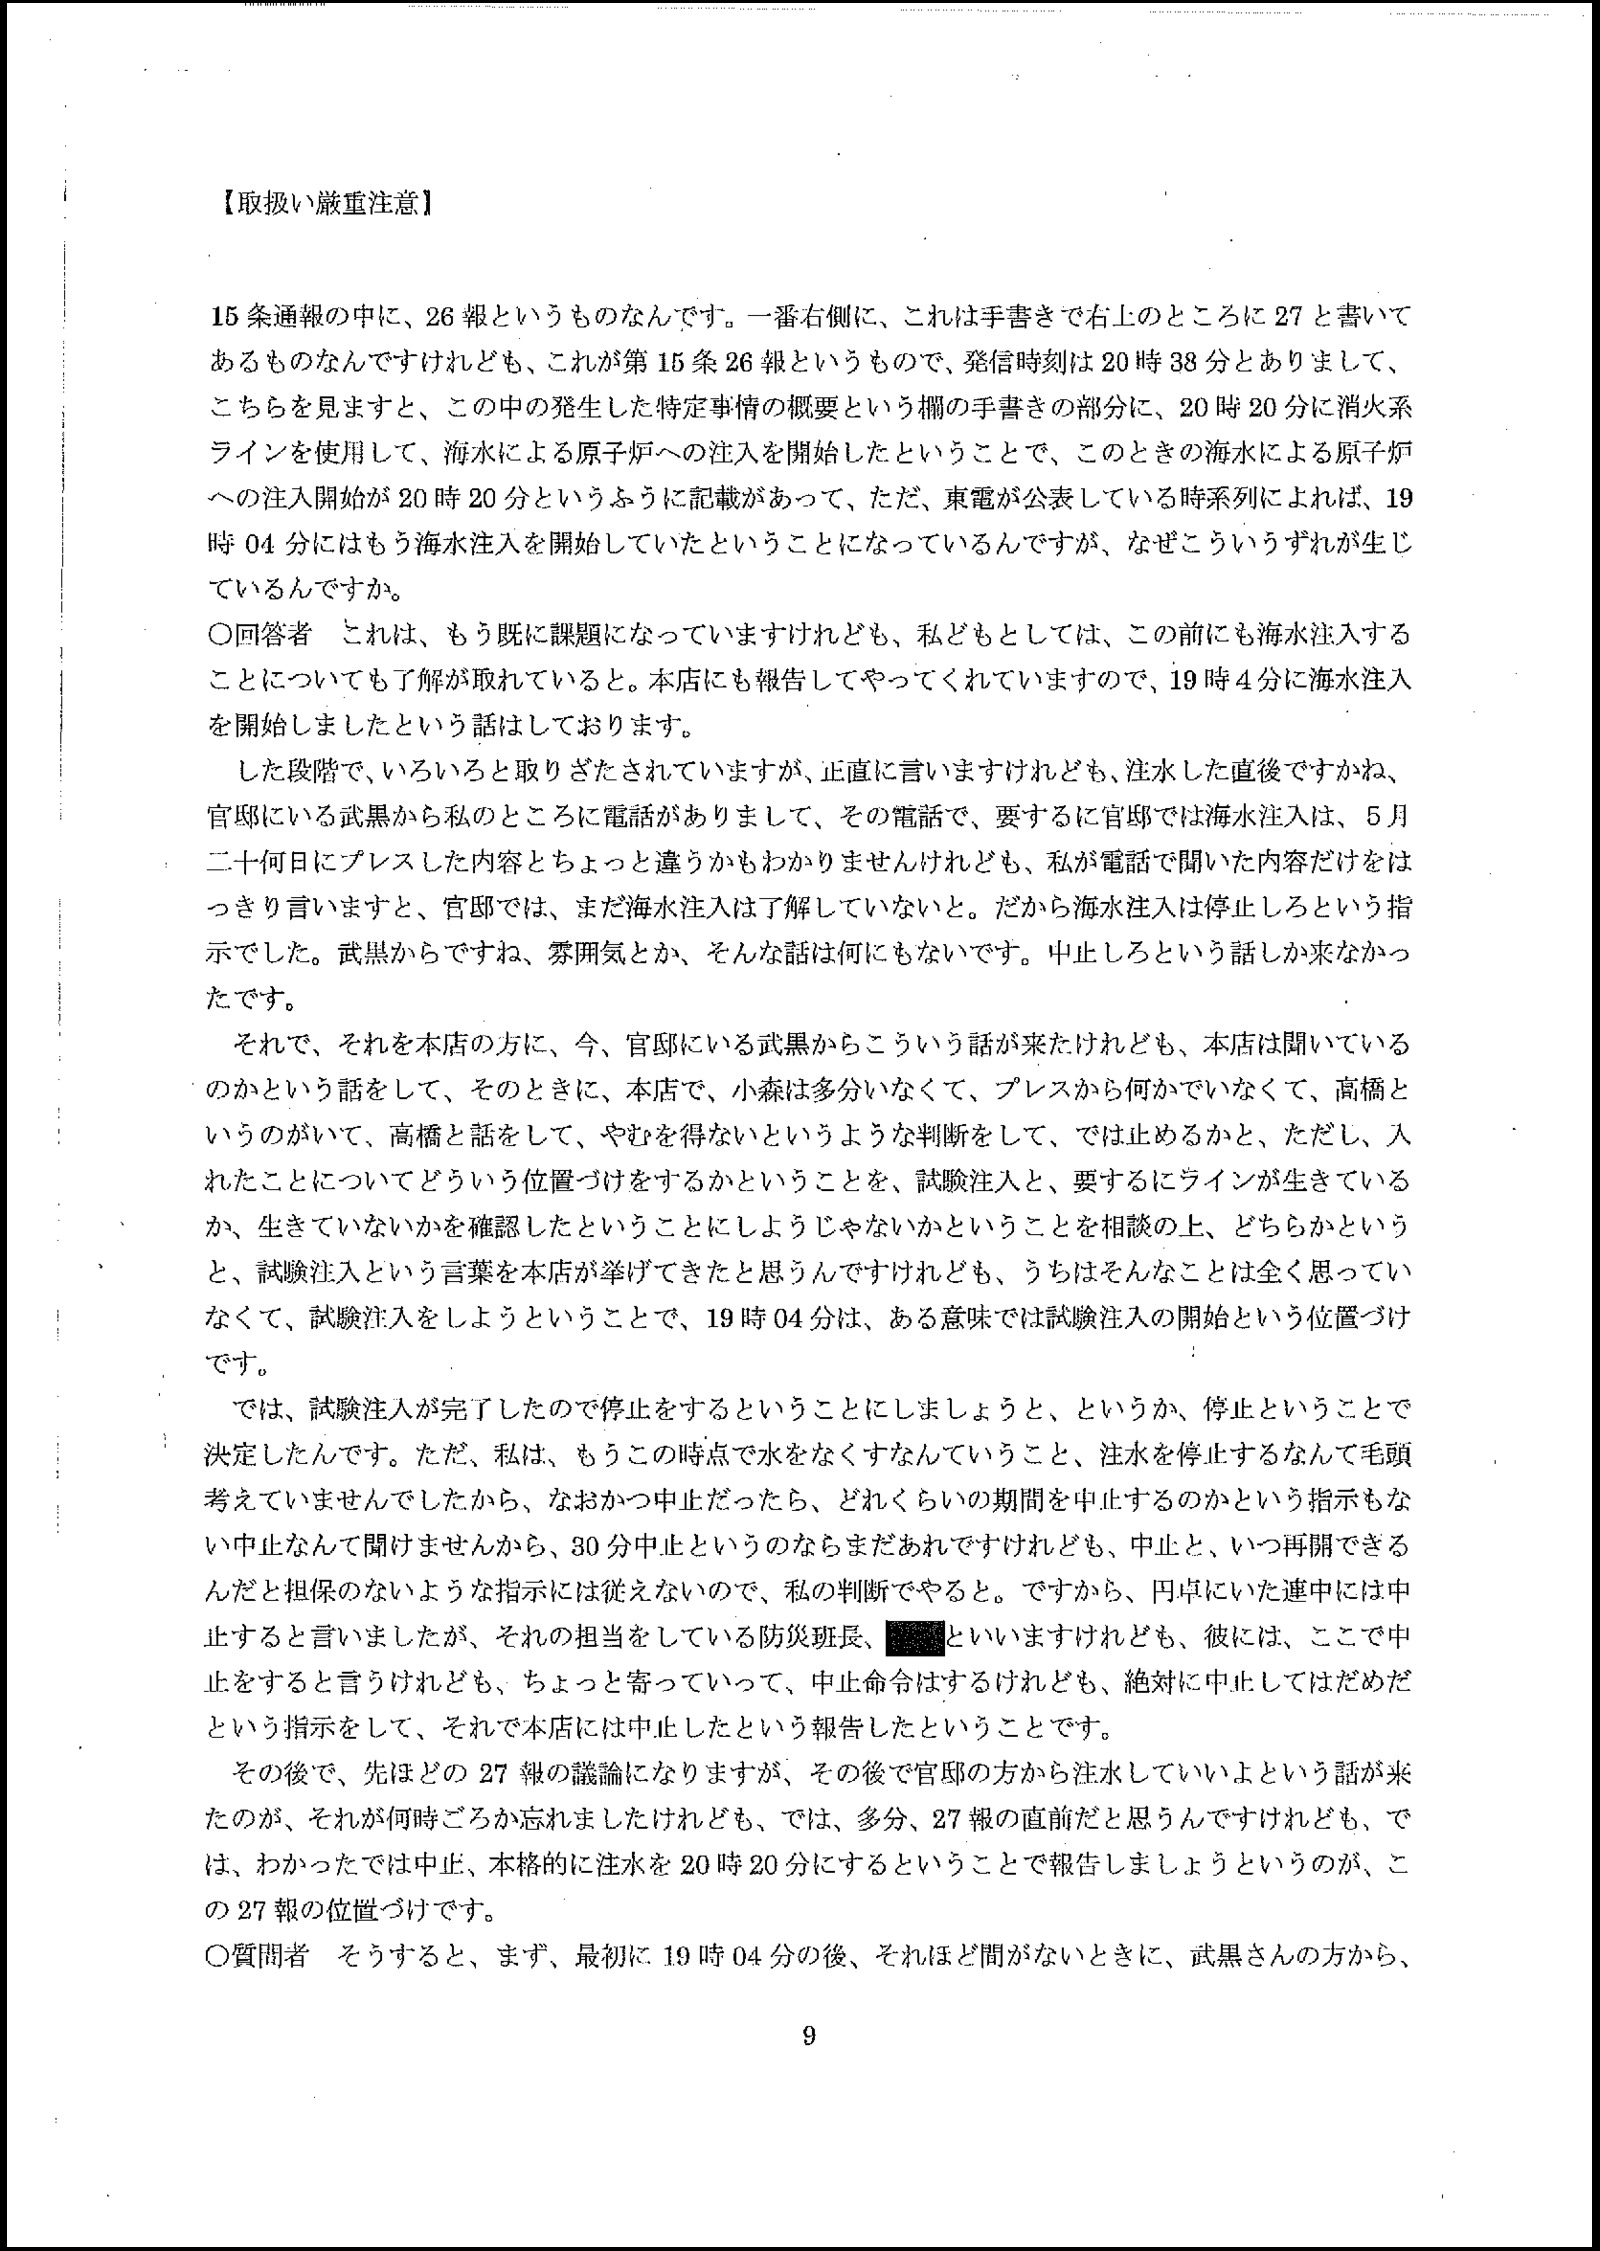 【取扱い厳重注意】
15 条通報の中に、26 報というものなんです。一番右側に、これは手書きで右上のところに 27 と書いて
あるものなんですけれども、これが第 15 条 26 報というもので、発信時刻は 20 時 38 分とありまして、
こちらを見ますと、この中の発生した特定事情の概要という欄の手書きの部分に、20 時 20 分に消火系
ラインを使用して、海水による原子炉への注入を開始したということで、このときの海水による原子炉
への注入開始が 20 時 20 分というふうに記載があって、ただ、東電が公表している時系列によれば、19
時 04 分にはもう海水注入を開始していたということになっているんですが、なぜこういうずれが生じ
ているんですか。
○回答者　これは、もう既に課題になっていますけれども、私どもとしては、この前にも海水注入する
ことについても了解が取れていると。本店にも報告してやってくれていますので、19 時４分に海水注入
を開始しましたという話はしております。
　した段階で、いろいろと取りざたされていますが、正直に言いますけれども、注水した直後ですかね、
官邸にいる武黒から私のところに電話がありまして、その電話で、要するに官邸では海水注入は、５月
二十何日にプレスした内容とちょっと違うかもわかりませんけれども、私が電話で聞いた内容だけをは
っきり言いますと、官邸では、まだ海水注入は了解していないと。だから海水注入は停止しろという指
示でした。武黒からですね、雰囲気とか、そんな話は何にもないです。中止しろという話しか来なかっ
たです。
　それで、それを本店の方に、今、官邸にいる武黒からこういう話が来たけれども、本店は聞いている
のかという話をして、そのときに、本店で、小森は多分いなくて、プレスから何かでいなくて、高橋と
いうのがいて、高橋と話をして、やむを得ないというような判断をして、では止めるかと、ただし、入
れたことについてどういう位置づけをするかということを、試験注入と、要するにラインが生きている
か、生きていないかを確認したということにしようじゃないかということを相談の上、どちらかという
と、試験注入という言葉を本店が挙げてきたと思うんですけれども、うちはそんなことは全く思ってい
なくて、試験注入をしようということで、19 時 04 分は、ある意味では試験注入の開始という位置づけ
です。
　では、試験注入が完了したので停止をするということにしましょうと、というか、停止ということで
決定したんです。ただ、私は、もうこの時点で水をなくすなんていうこと、注水を停止するなんて毛頭
考えていませんでしたから、なおかつ中止だったら、どれくらいの期間を中止するのかという指示もな
い中止なんて聞けませんから、30 分中止というのならまだあれですけれども、中止と、いつ再開できる
んだと担保のないような指示には従えないので、私の判断でやると。ですから、円卓にいた連中には中
止すると言いましたが、それの担当をしている防災班長、といいますけれども、彼には、ここで中
止をすると言うけれども、ちょっと寄っていって、中止命令はするけれども、絶対に中止してはだめだ
という指示をして、それで本店には中止したという報告したということです。
　その後で、先ほどの 27 報の議論になりますが、その後で官邸の方から注水していいよという話が来
たのが、それが何時ごろか忘れましたけれども、では、多分、27 報の直前だと思うんですけれども、で
は、わかったでは中止、本格的に注水を 20 時 20 分にするということで報告しましょうというのが、こ
の 27 報の位置づけです。
○質問者　そうすると、まず、最初に 19 時 04 分の後、それほど間がないときに、武黒さんの方から、
9